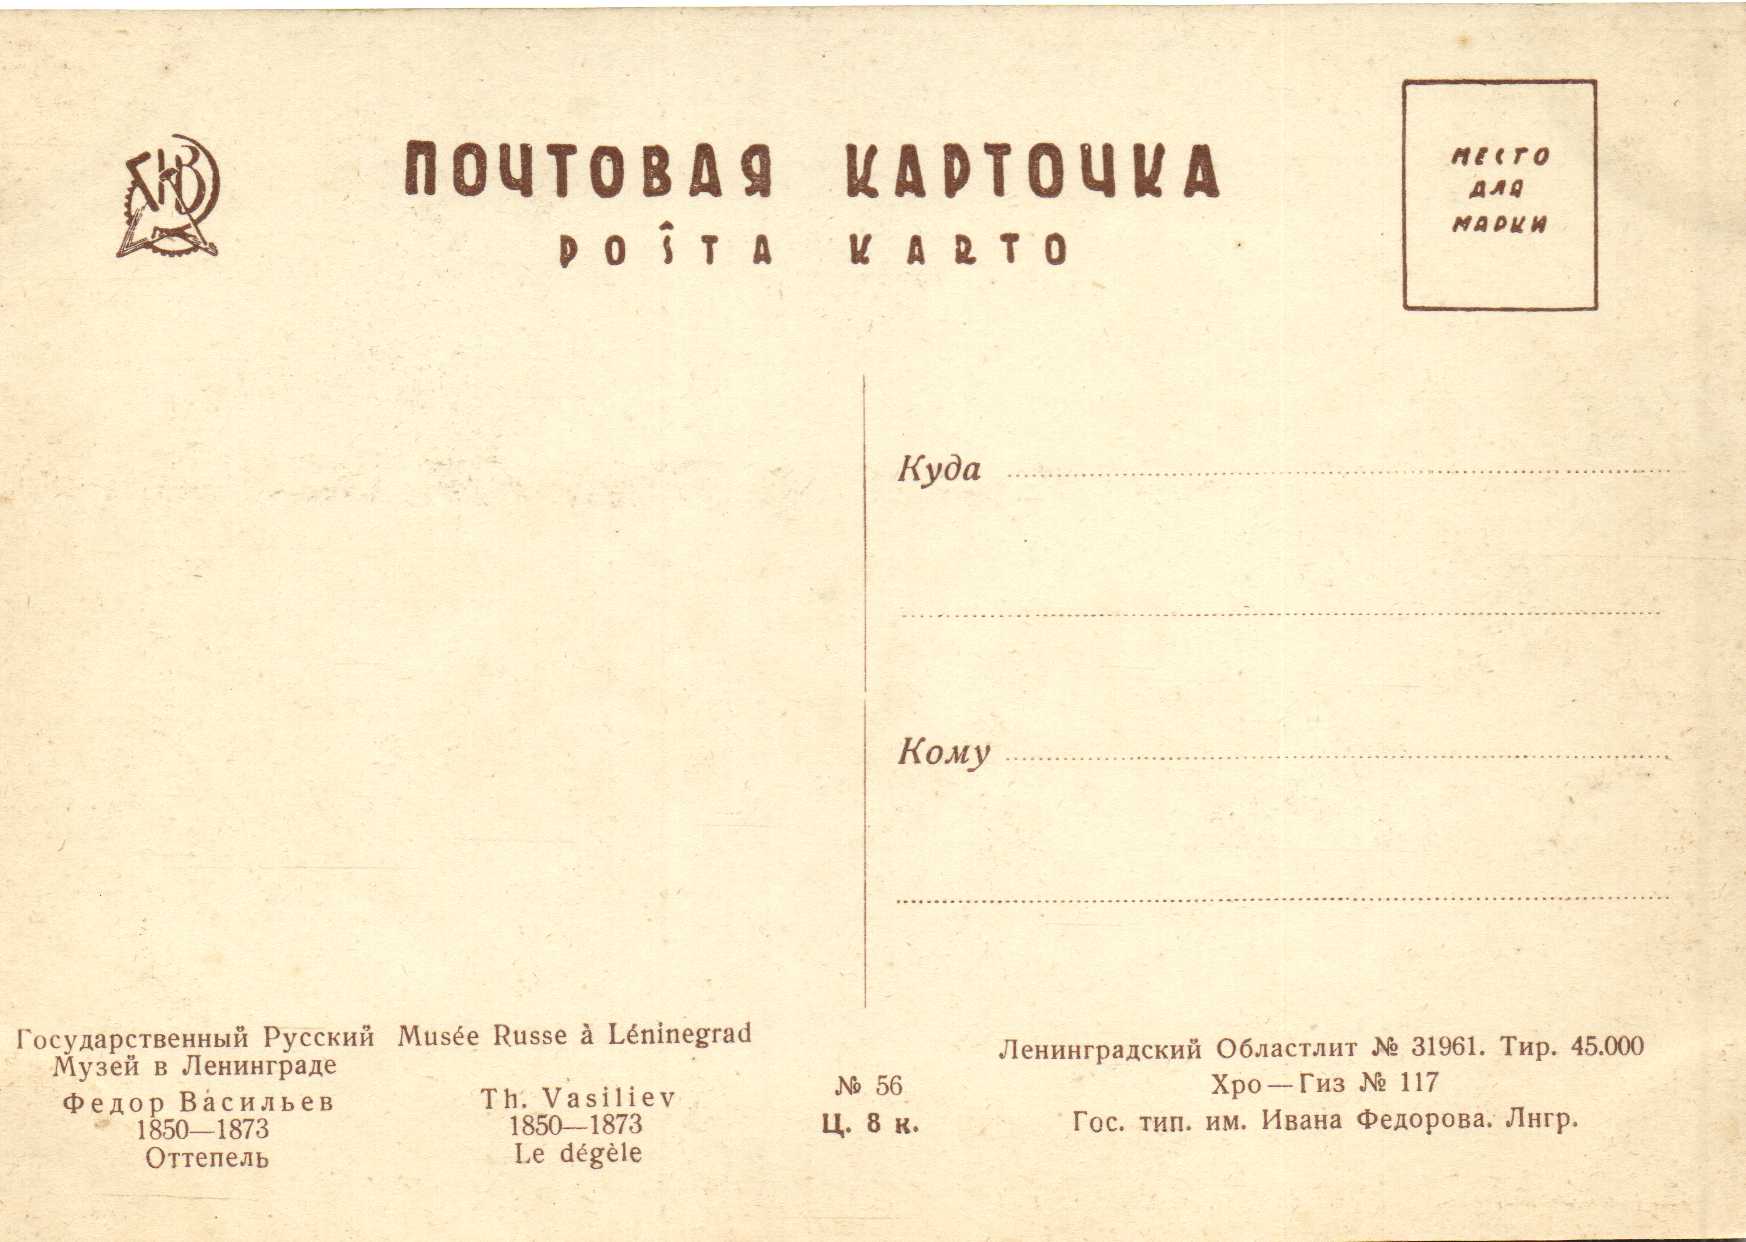 ПОЧТОВАЯ КАРТОЧКА
POŜTA KARTO
МЕСТО
ДЛЯ
МАРКИ
Куда
Кому
Государственный Русский
Музей в Ленинграде
Федор Васильев
1850—1873
Оттепель
Musée Russe à Léninegrad
Th. Vasiliev
1850—1873
Le dégèle
№ 56
Ц. 8 к.
Ленинградский Областлит № 31961. Тир. 45.000
Хро—Гиз № 117
Гос. тип. им. Ивана Федорова. Лнгр.